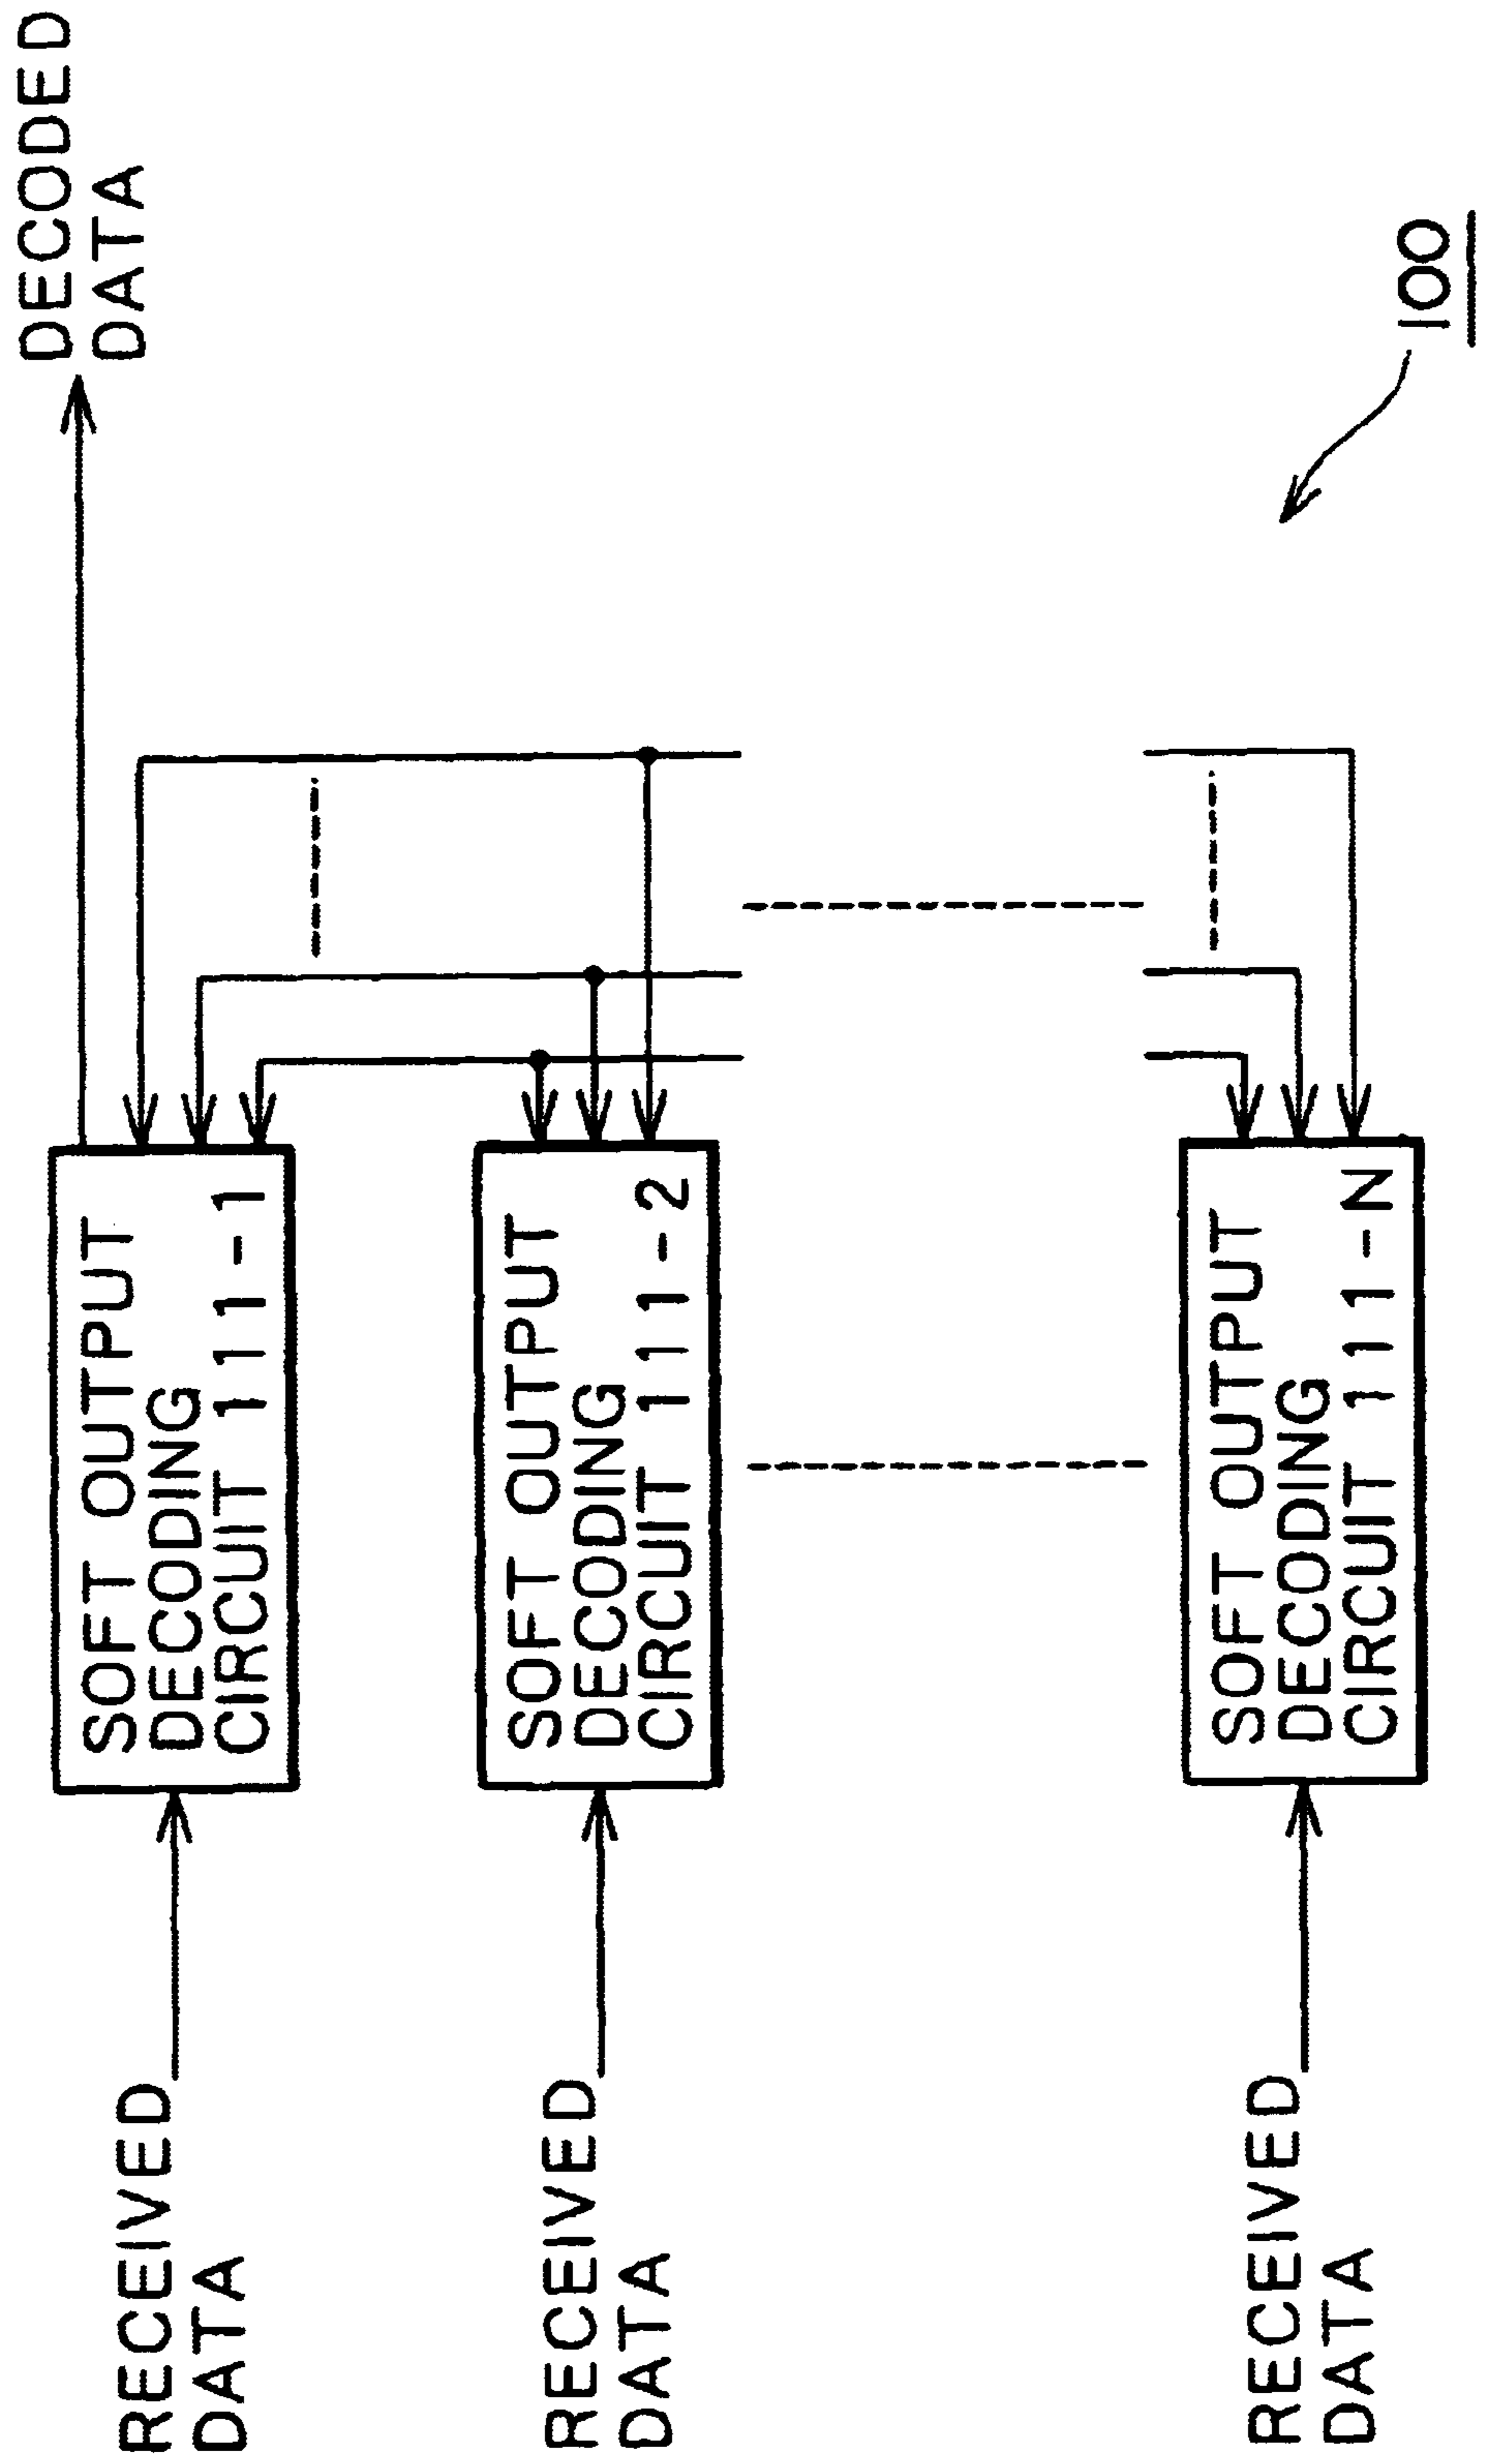 DECODED
DATA
RECEIVED
DATA
SOFT OUTPUT
DECODING
CIRCUIT 111-1
RECEIVED
DATA
SOFT OUTPUT
DECODING
CIRCUIT 111-2
RECEIVED
DATA
SOFT OUTPUT
DECODING
CIRCUIT 111-N
100